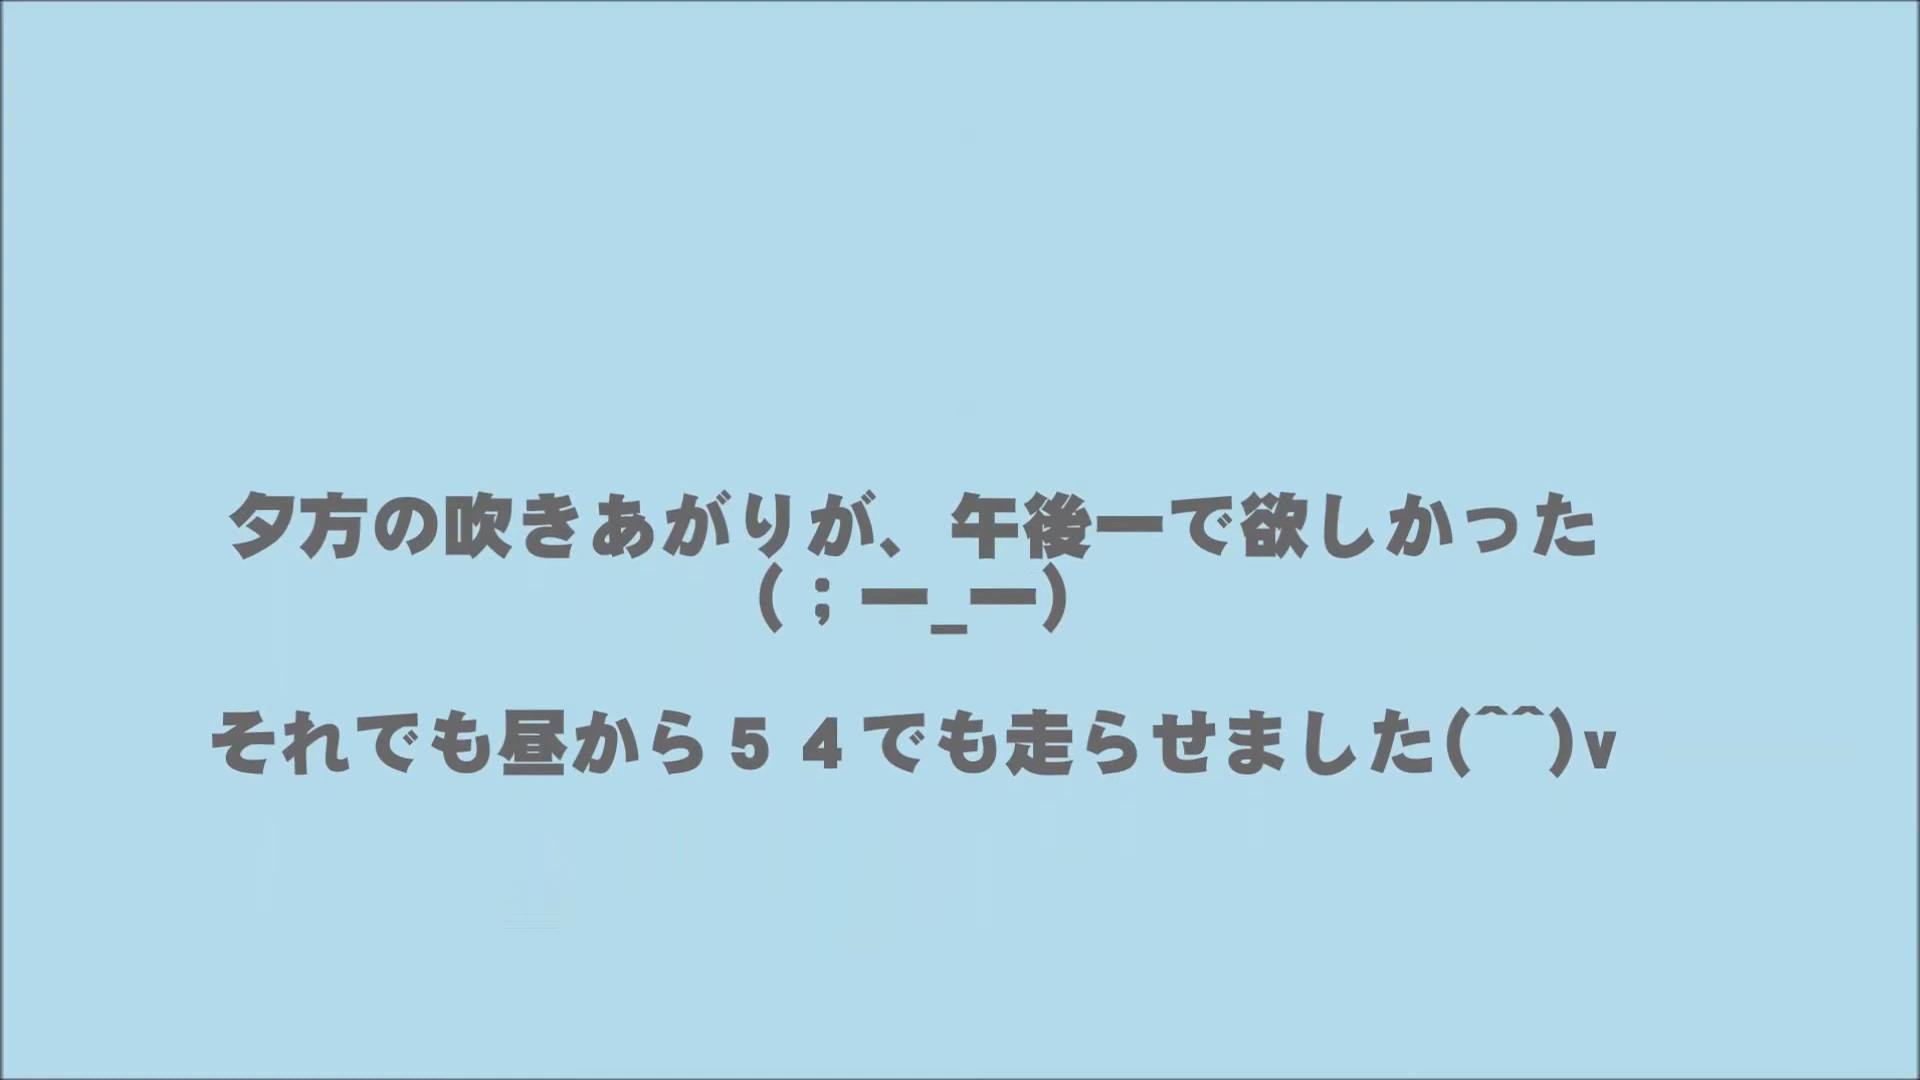 夕方の吹きあがりが、午後一で欲しかった
(；ー_ー)
それでも昼から５４でも走らせました(⌒⌒)v